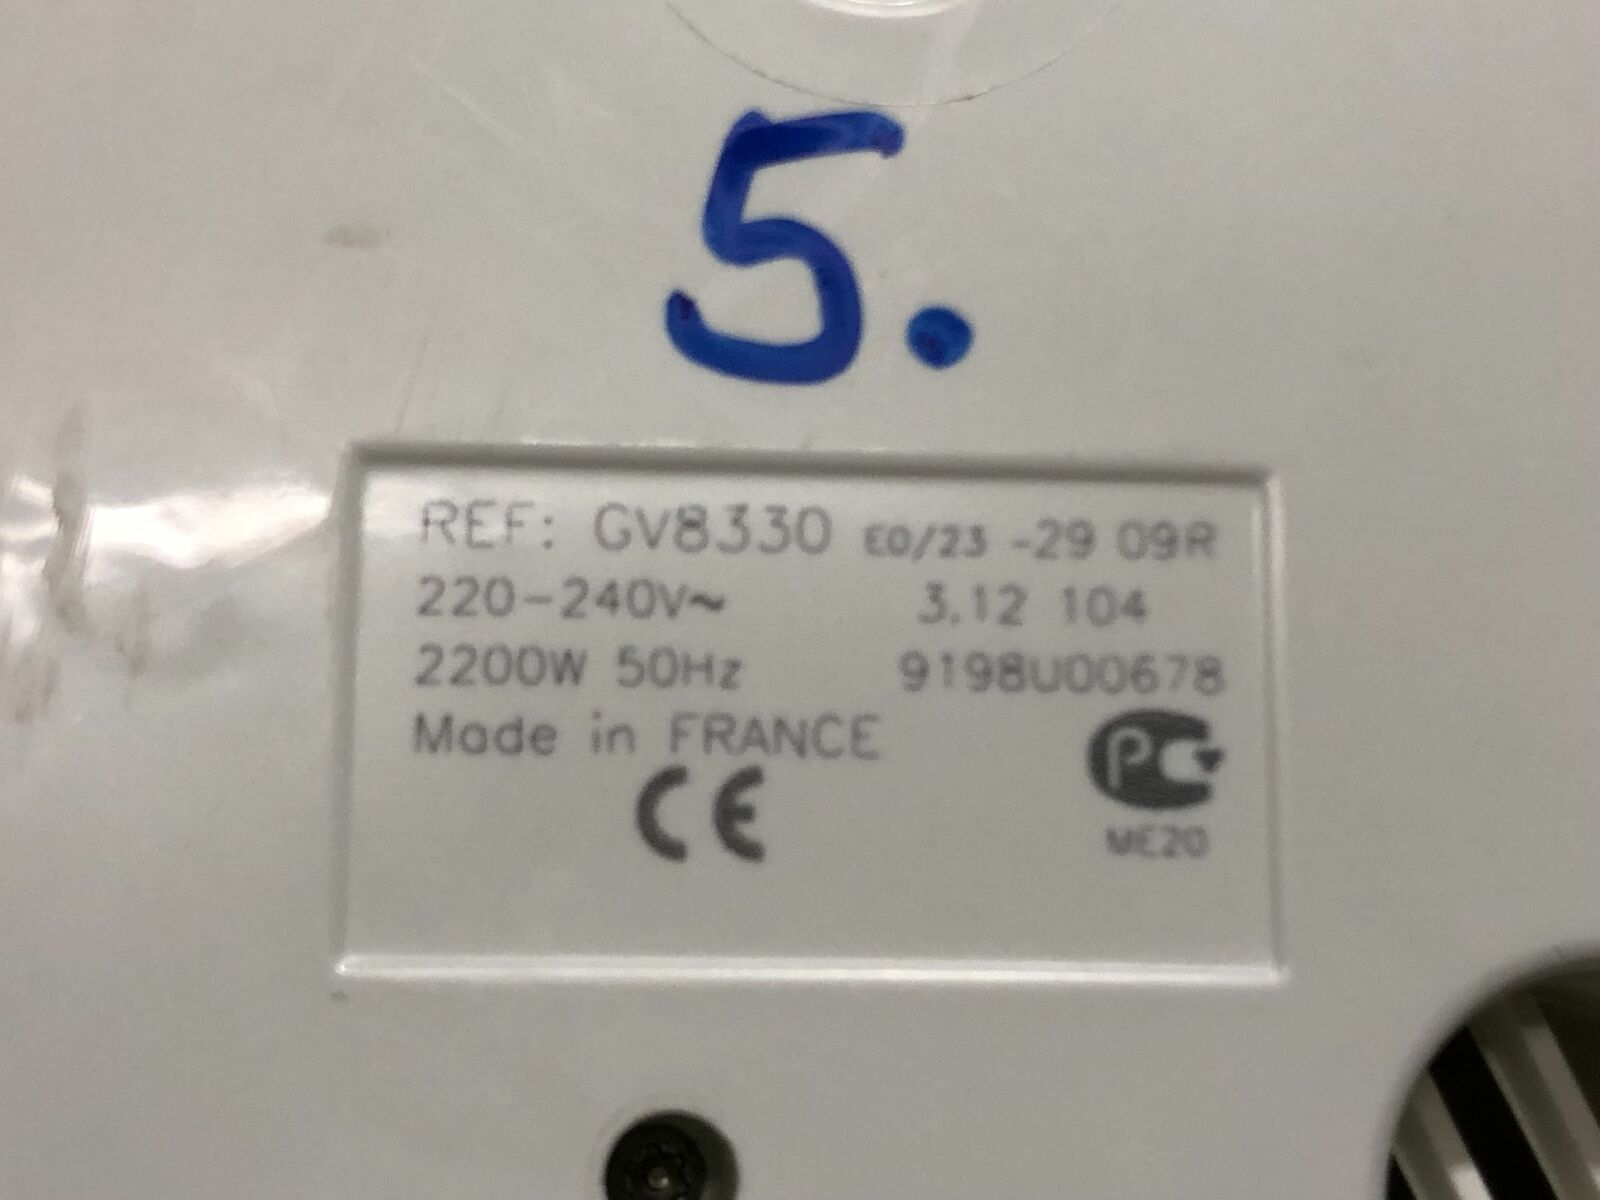 5.
REF: GV8330 E0/23 -29 09R
220-240V~ 3.12 104
2200W 50Hz 9198U00678
Made in FRANCE
CE
PC
ME20